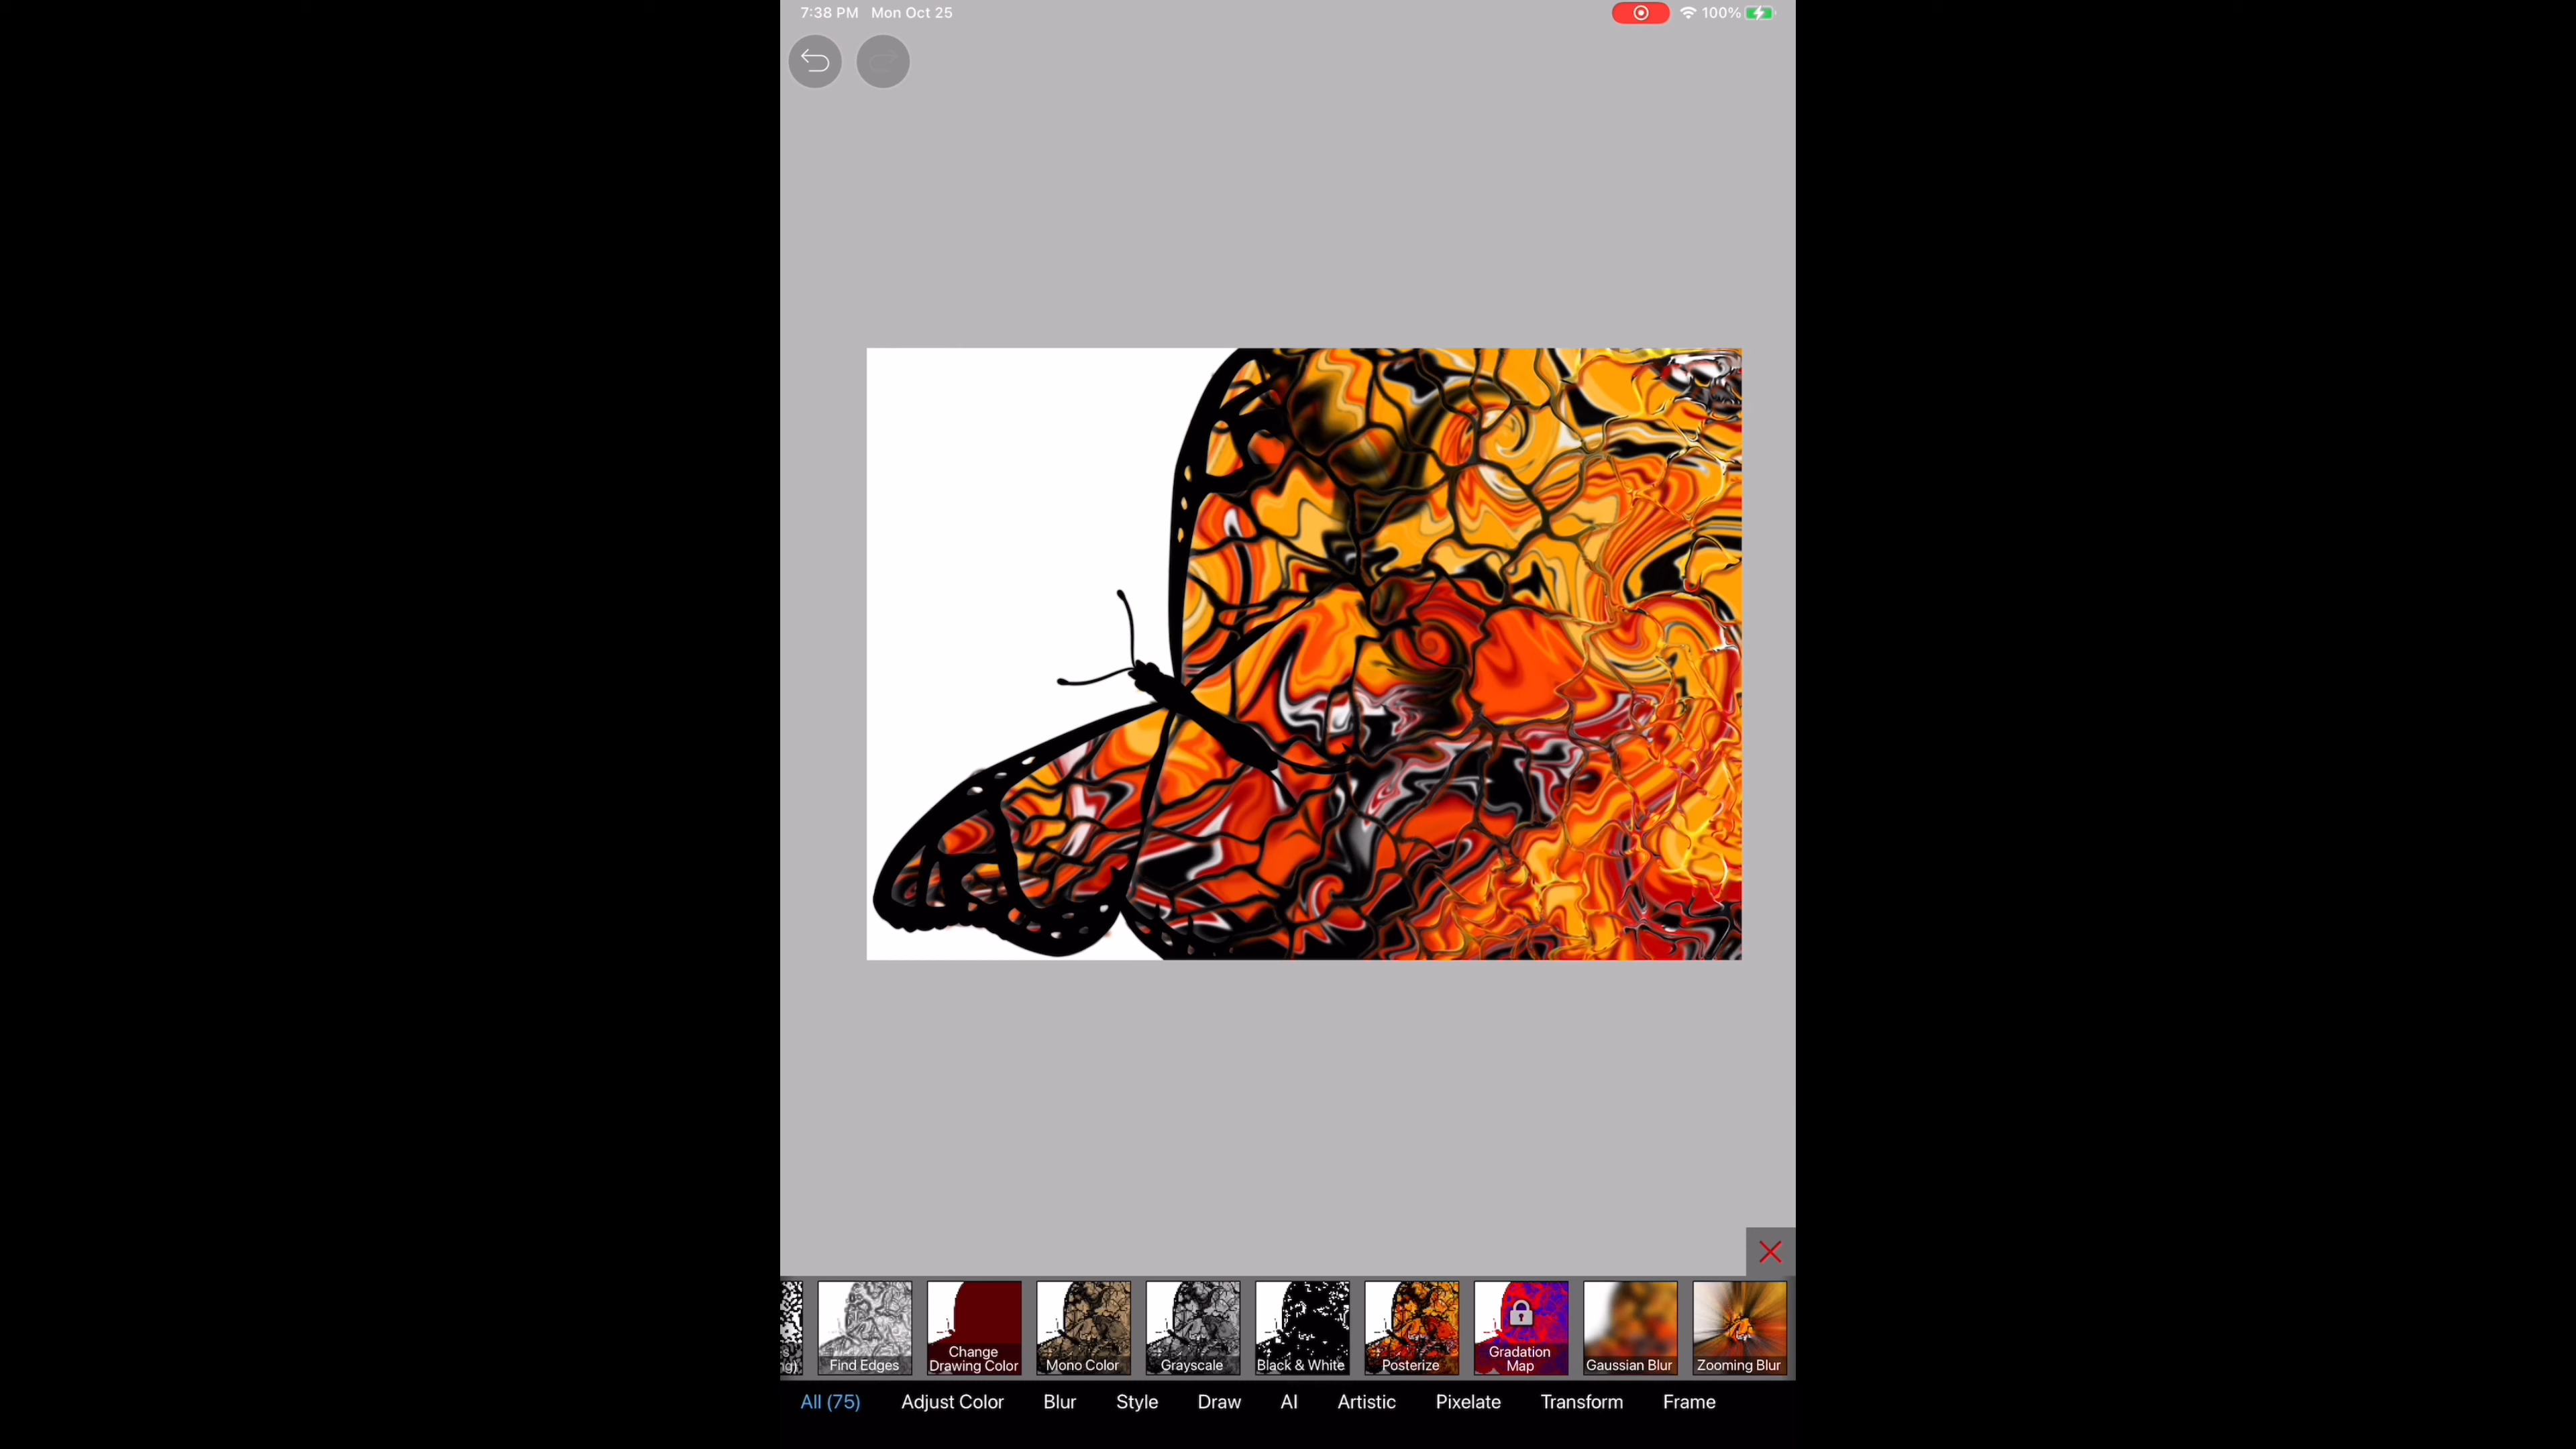 7:38 PM Mon Oct 25
100%
g)
Find Edges
Change
Drawing Color
Mono Color
Grayscale
Black & White
Posterize
Gradation
Map
Gaussian Blur
Zooming Blur
All (75) Adjust Color Blur Style Draw AI Artistic Pixelate Transform Frame